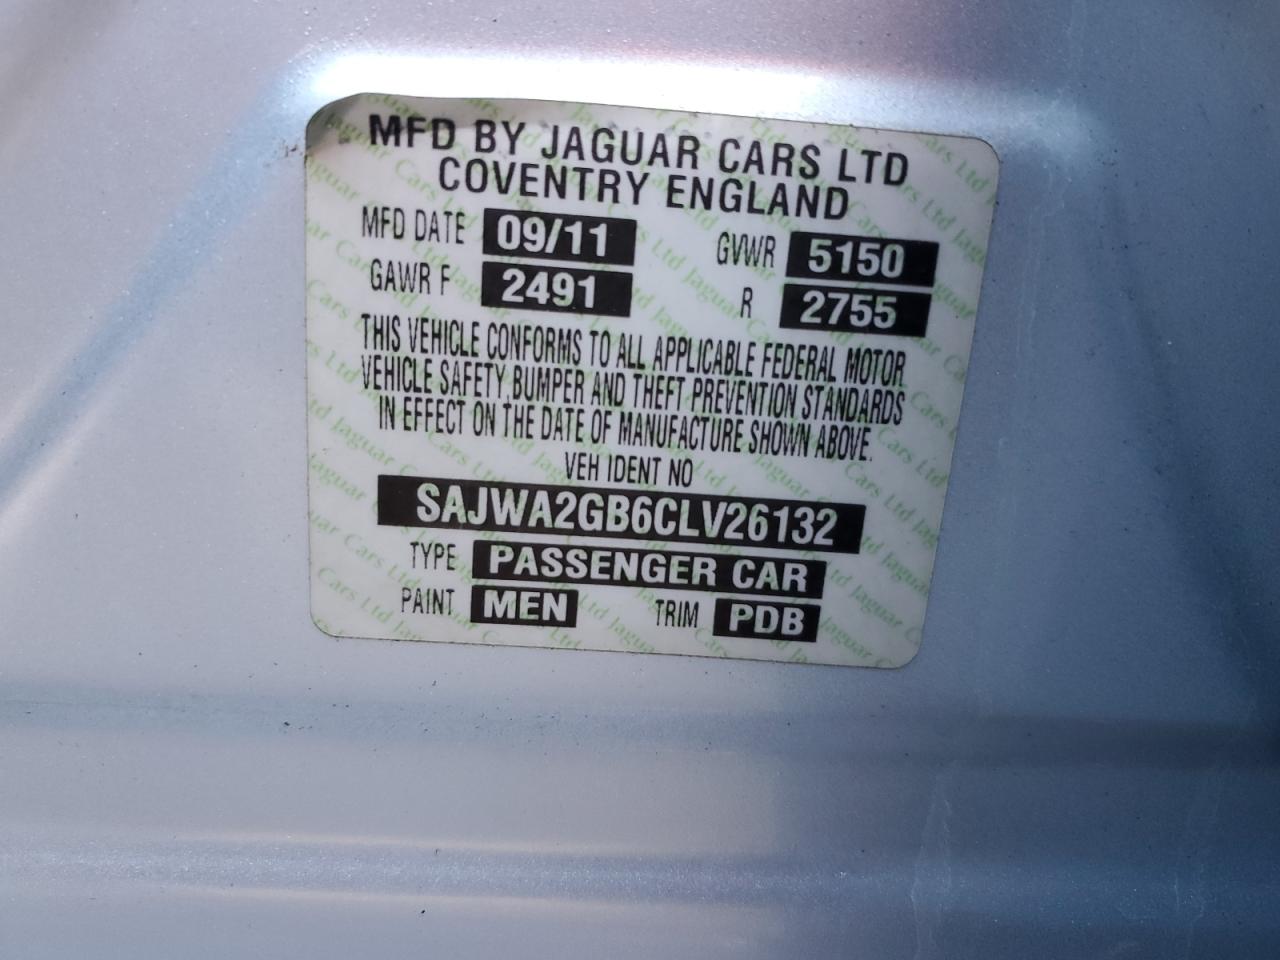 MFD BY JAGUAR CARS LTD
COVENTRY ENGLAND
MFD DATE 09/11 GVWR 5150
GAWR F 2491 R 2755
THIS VEHICLE CONFORMS TO ALL APPLICABLE FEDERAL MOTOR
VEHICLE SAFETY, BUMPER AND THEFT PREVENTION STANDARDS
IN EFFECT ON THE DATE OF MANUFACTURE SHOWN ABOVE.
VEH IDENT NO
SAJWA2GB6CLV26132
TYPE PASSENGER CAR
PAINT MEN TRIM PDB